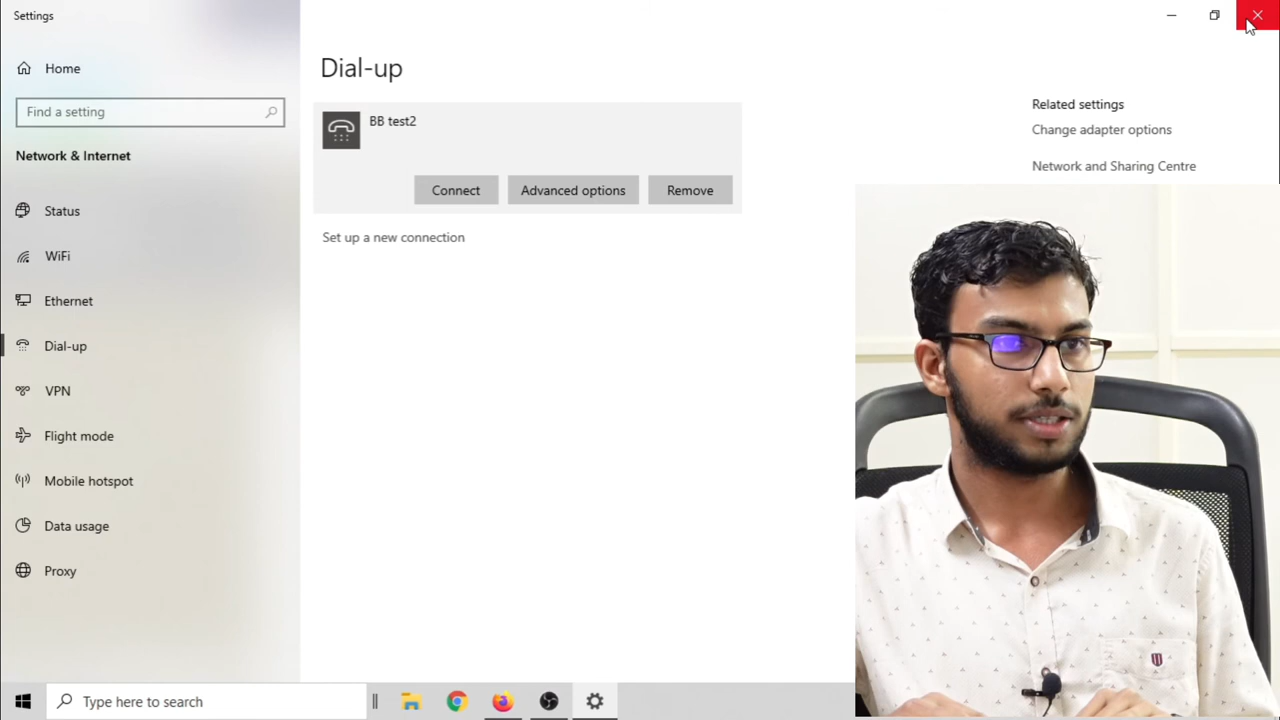 Settings
Home
Find a setting
Network & Internet
Status
WiFi
Ethernet
Dial-up
VPN
Flight mode
Mobile hotspot
Data usage
Proxy
Dial-up
BB test2
Connect
Advanced options
Remove
Set up a new connection
Related settings
Change adapter options
Network and Sharing Centre
Type here to search